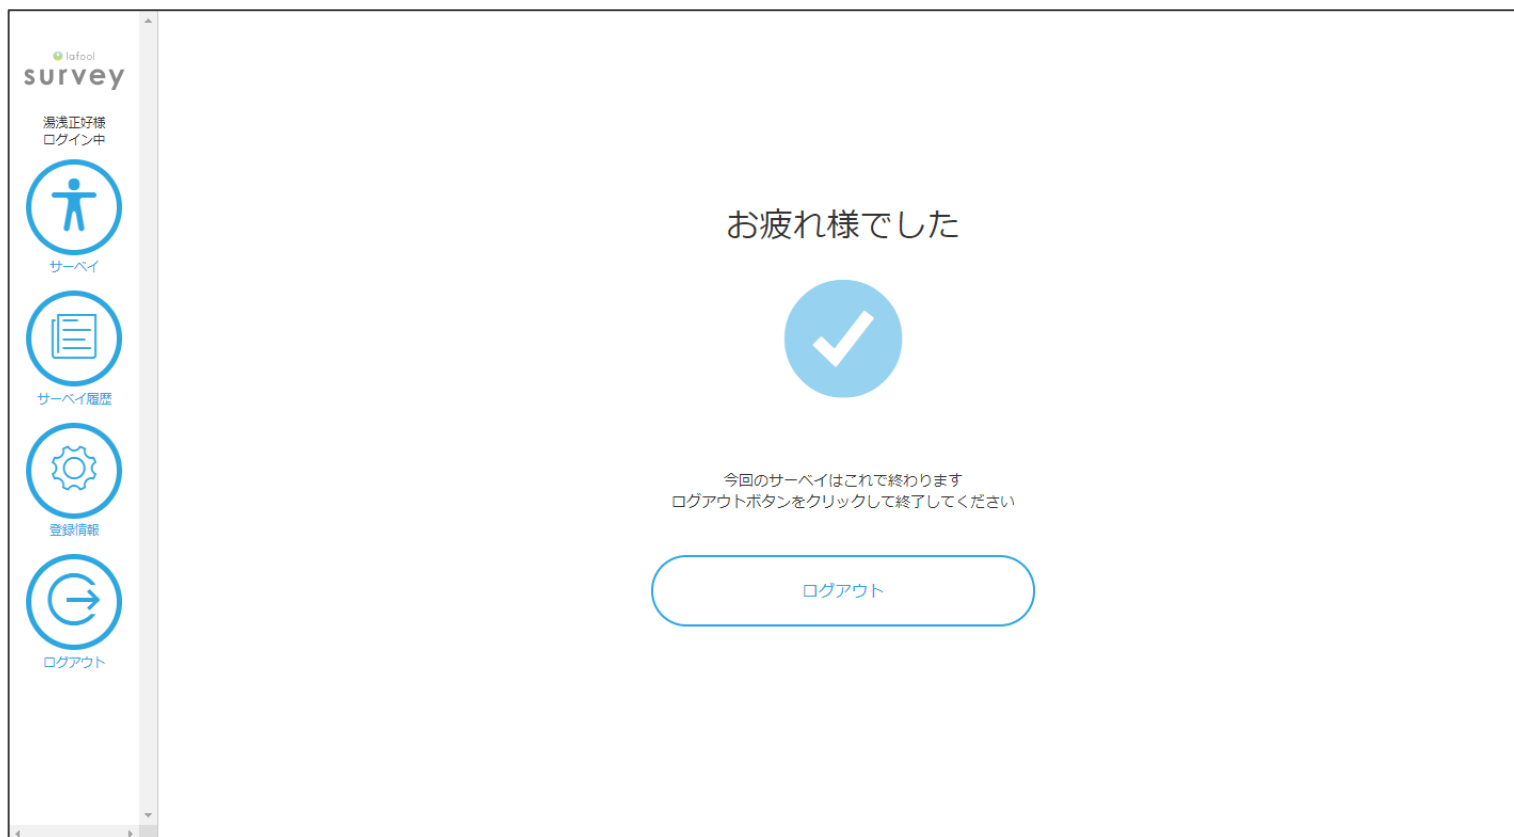 lafool
survey
湯浅正好様
ログイン中
サーベイ
サーベイ履歴
登録情報
ログアウト
お疲れ様でした
今回のサーベイはこれで終わります
ログアウトボタンをクリックして終了してください
ログアウト